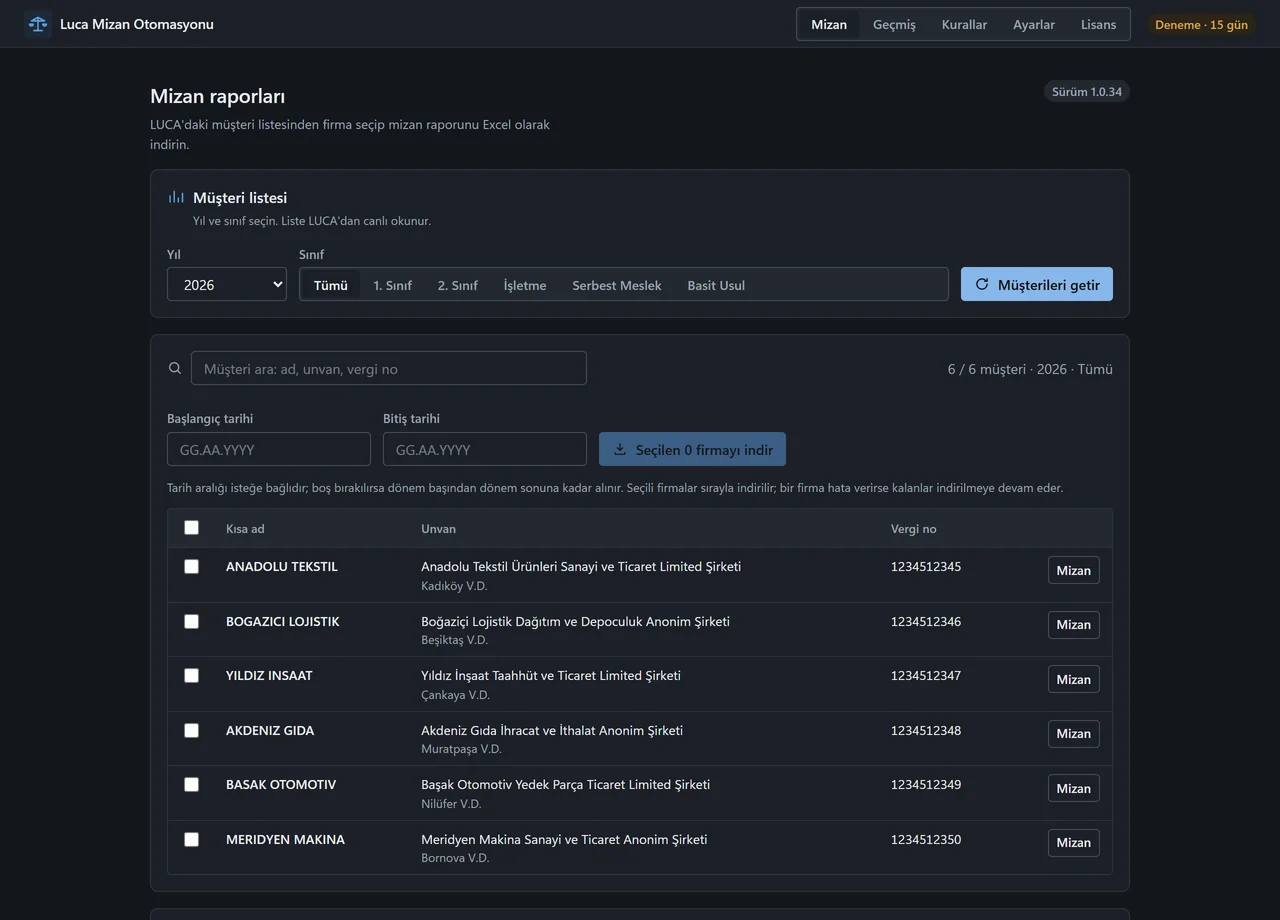 Luca Mizan Otomasyonu
Mizan Geçmiş Kurallar Ayarlar Lisans
Deneme · 15 gün
Mizan raporları
Sürüm 1.0.34
LUCA'daki müşteri listesinden firma seçip mizan raporunu Excel olarak
indirin.
Müşteri listesi
Yıl ve sınıf seçin. Liste LUCA'dan canlı okunur.
Yıl Sınıf
2026 Tümü 1. Sınıf 2. Sınıf İşletme Serbest Meslek Basit Usul Müşterileri getir
Müşteri ara: ad, unvan, vergi no
6 / 6 müşteri · 2026 · Tümü
Başlangıç tarihi Bitiş tarihi
GG.AA.YYYY GG.AA.YYYY Seçilen 0 firmayı indir
Tarih aralığı isteğe bağlıdır; boş bırakılırsa dönem başından dönem sonuna kadar alınır. Seçili firmalar sırayla indirilir; bir firma hata verirse kalanlar indirilmeye devam eder.
Kısa ad Unvan Vergi no
ANADOLU TEKSTIL Anadolu Tekstil Ürünleri Sanayi ve Ticaret Limited Şirketi 1234512345 Mizan
Kadıköy V.D.
BOGAZICI LOJISTIK Boğaziçi Lojistik Dağıtım ve Depoculuk Anonim Şirketi 1234512346 Mizan
Beşiktaş V.D.
YILDIZ INSAAT Yıldız İnşaat Taahhüt ve Ticaret Limited Şirketi 1234512347 Mizan
Çankaya V.D.
AKDENIZ GIDA Akdeniz Gıda İhracat ve İthalat Anonim Şirketi 1234512348 Mizan
Muratpaşa V.D.
BASAK OTOMOTIV Başak Otomotiv Yedek Parça Ticaret Limited Şirketi 1234512349 Mizan
Nilüfer V.D.
MERIDYEN MAKINA Meridyen Makina Sanayi ve Ticaret Anonim Şirketi 1234512350 Mizan
Bornova V.D.